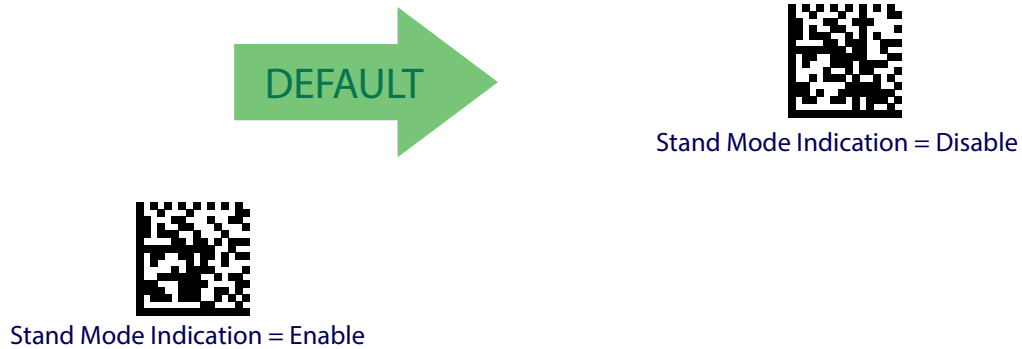 DEFAULT
Stand Mode Indication = Disable
Stand Mode Indication = Enable